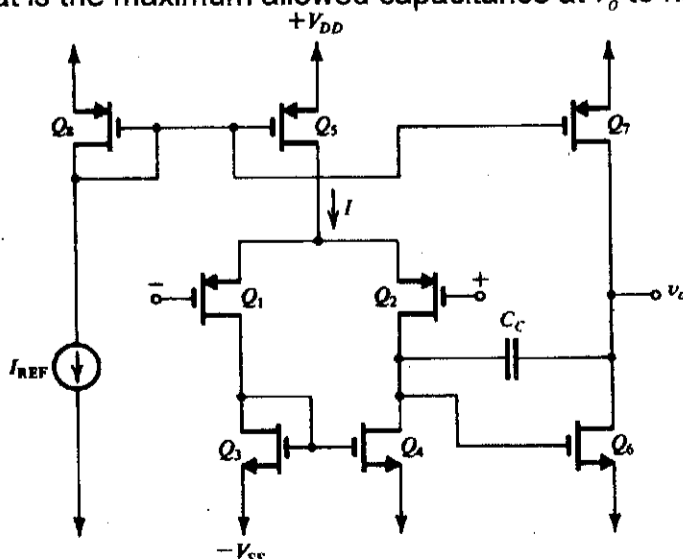 at is the maximum allowed capacitance at v_o to
+V_DD
Q_8
Q_5
Q_7
I
−
Q_1
Q_2
+
v_o
C_C
I_REF
Q_3
Q_4
Q_6
−V_SS